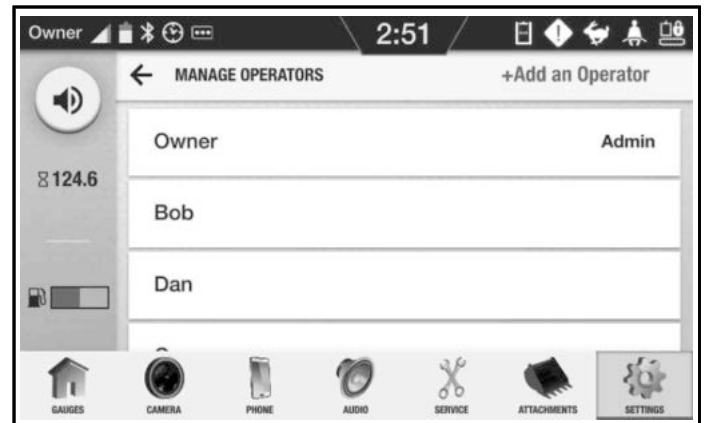 Owner 2:51
MANAGE OPERATORS +Add an Operator
Owner Admin
124.6
Bob
Dan
GAUGES CAMERA PHONE AUDIO SERVICE ATTACHMENTS SETTINGS